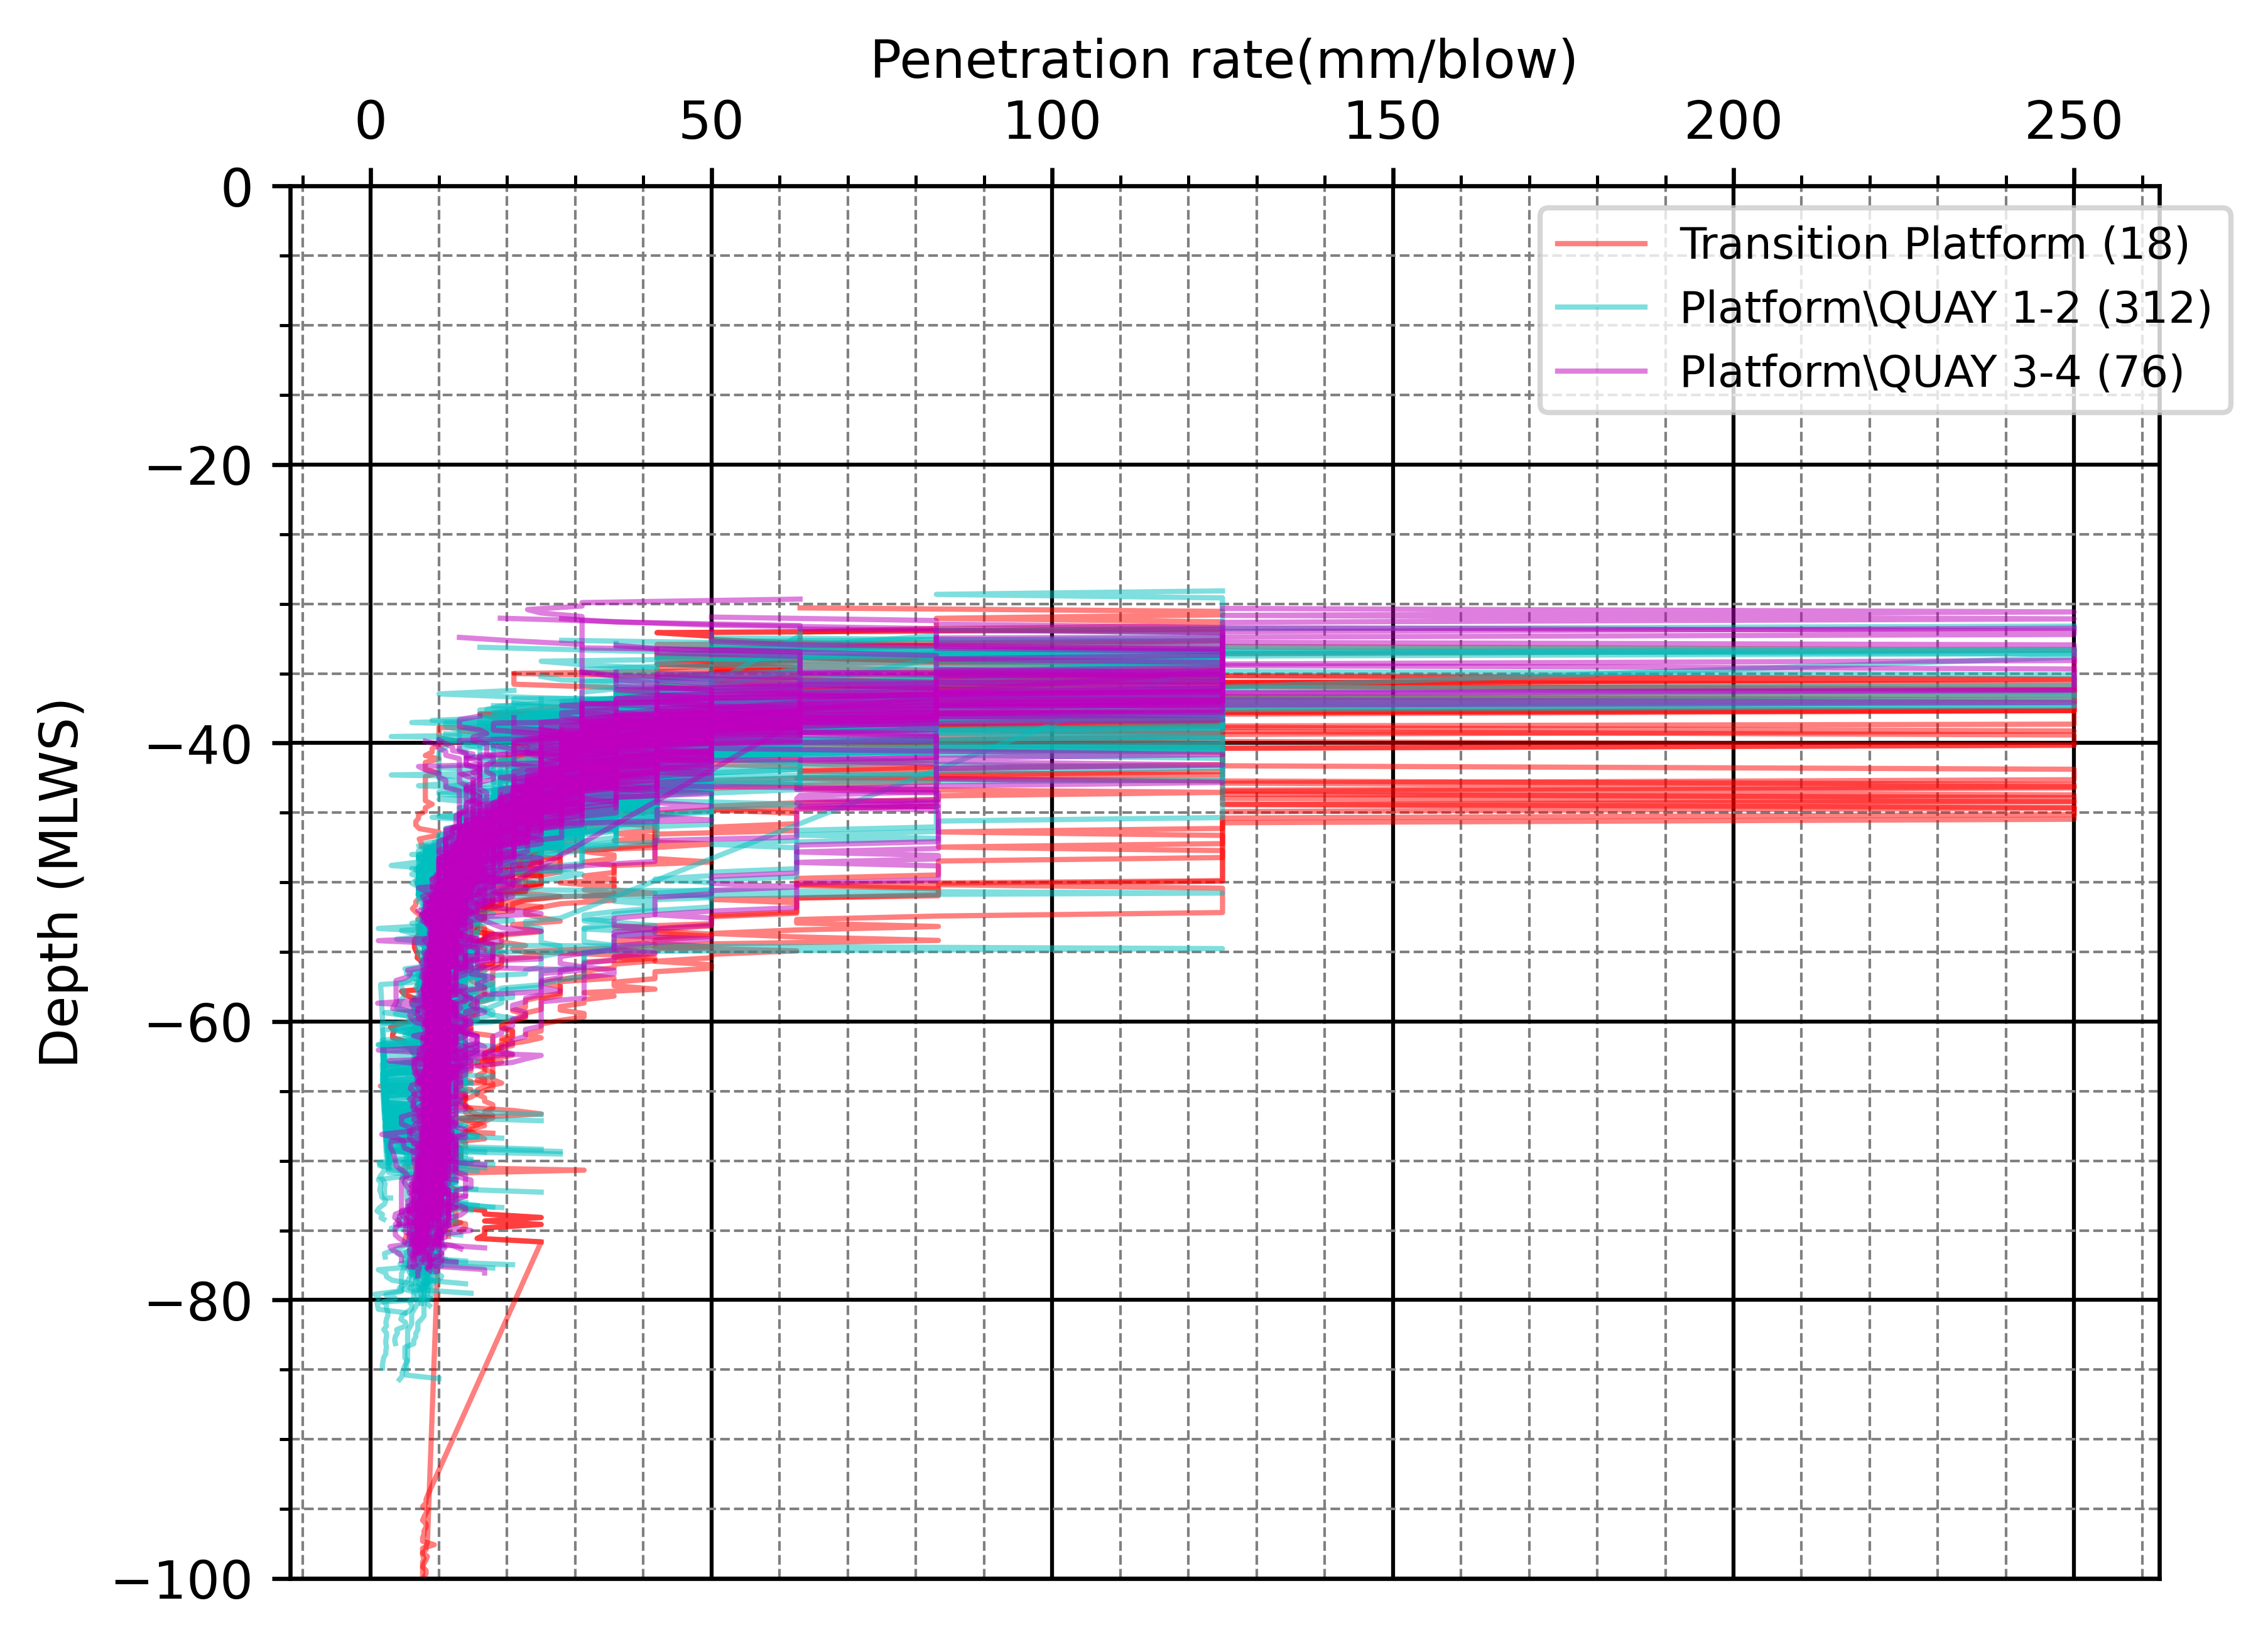 Penetration rate(mm/blow)
0 50 100 150 200 250
0
−20
−40
−60
−80
−100
Depth (MLWS)
Transition Platform (18)
Platform\QUAY 1-2 (312)
Platform\QUAY 3-4 (76)